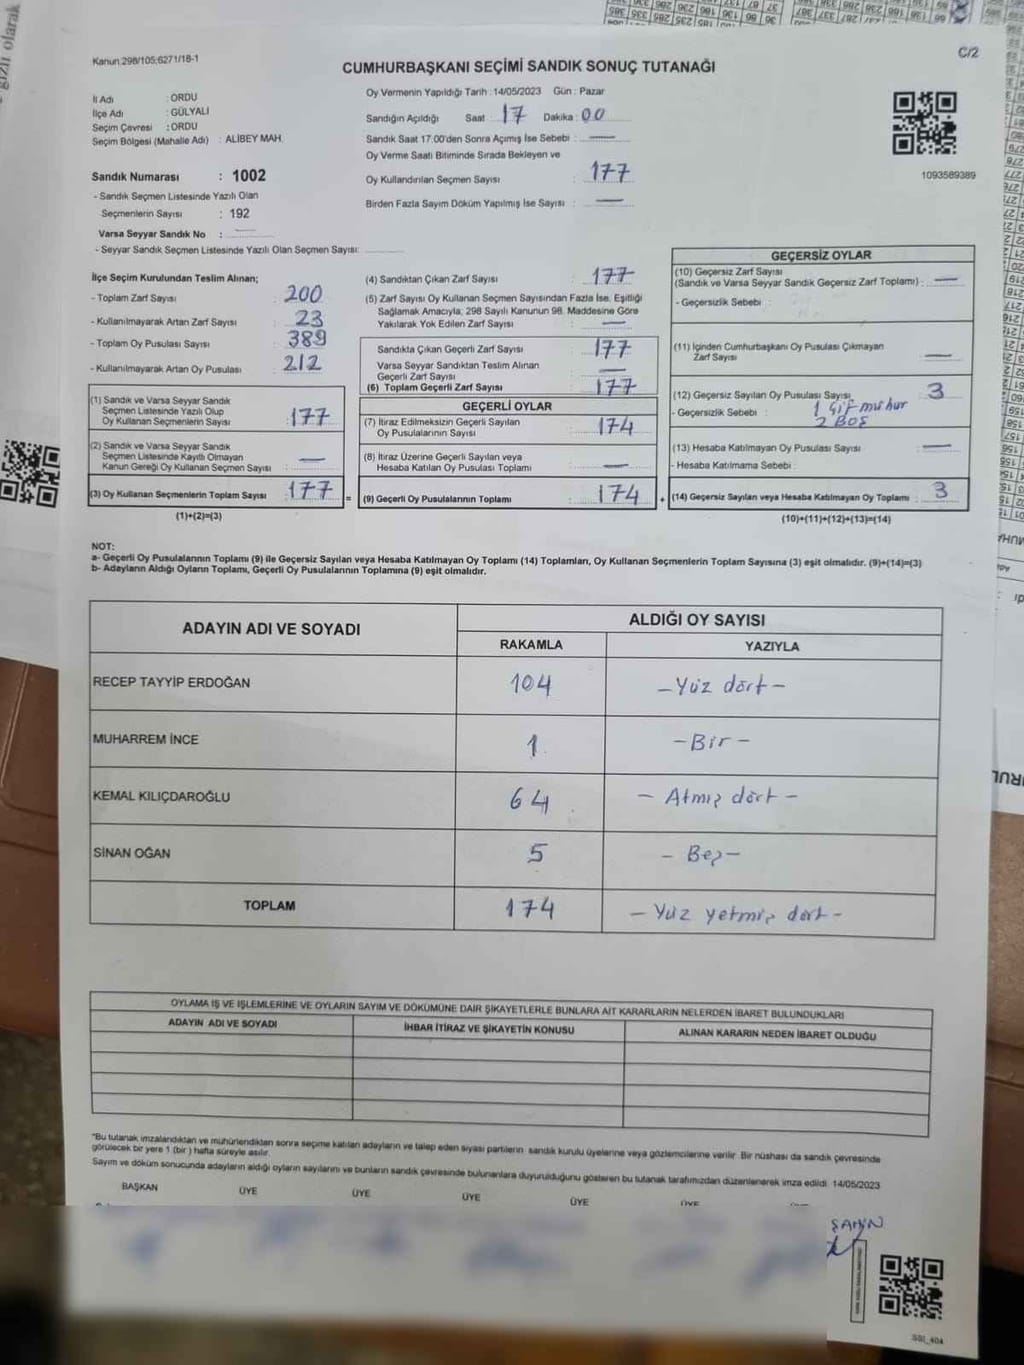 gizli olarak
Kanun 298/105;6271/18-1
C/2
CUMHURBAŞKANI SEÇİMİ SANDIK SONUÇ TUTANAĞI
İl Adı : ORDU
İlçe Adı : GÜLYALI
Seçim Çevresi : ORDU
Seçim Bölgesi (Mahalle Adı) : ALİBEY MAH.
Sandık Numarası : 1002
- Sandık Seçmen Listesinde Yazılı Olan
Seçmenlerin Sayısı : 192
Varsa Seyyar Sandık No : —
- Seyyar Sandık Seçmen Listesinde Yazılı Olan Seçmen Sayısı:
Oy Vermenin Yapıldığı Tarih : 14/05/2023 Gün : Pazar
Sandığın Açıldığı Saat : 17 Dakika : 00
Sandık Saat 17:00'den Sonra Açımış İse Sebebi : —
Oy Verme Saati Bitiminde Sırada Bekleyen ve
Oy Kullandırılan Seçmen Sayısı : 177
Birden Fazla Sayım Döküm Yapılmış İse Sayısı : —
1093589389
İlçe Seçim Kurulundan Teslim Alınan;
- Toplam Zarf Sayısı : 200
- Kullanılmayarak Artan Zarf Sayısı : 23
- Toplam Oy Pusulası Sayısı : 389
- Kullanılmayarak Artan Oy Pusulası : 212
(1) Sandık ve Varsa Seyyar Sandık
Seçmen Listesinde Yazılı Olup
Oy Kullanan Seçmenlerin Sayısı : 177
(2) Sandık ve Varsa Seyyar Sandık
Seçmen Listesinde Kayıtlı Olmayan
Kanun Gereği Oy Kullanan Seçmen Sayısı : —
(3) Oy Kullanan Seçmenlerin Toplam Sayısı : 177 =
(1)+(2)=(3)
(4) Sandıktan Çıkan Zarf Sayısı : 177
(5) Zarf Sayısı Oy Kullanan Seçmen Sayısından Fazla İse, Eşitliği
Sağlamak Amacıyla; 298 Sayılı Kanunun 98. Maddesine Göre
Yakılarak Yok Edilen Zarf Sayısı : —
Sandıkta Çıkan Geçerli Zarf Sayısı : 177
Varsa Seyyar Sandıktan Teslim Alınan
Geçerli Zarf Sayısı : —
(6) Toplam Geçerli Zarf Sayısı : 177
GEÇERLİ OYLAR
(7) İtiraz Edilmeksizin Geçerli Sayılan
Oy Pusulalarının Sayısı : 174
(8) İtiraz Üzerine Geçerli Sayılan veya
Hesaba Katılan Oy Pusulası Toplamı : —
(9) Geçerli Oy Pusulalarının Toplamı : 174 +
GEÇERSİZ OYLAR
(10) Geçersiz Zarf Sayısı
(Sandık ve Varsa Seyyar Sandık Geçersiz Zarf Toplamı) : —
- Geçersizlik Sebebi :
(11) İçinden Cumhurbaşkanı Oy Pusulası Çıkmayan
Zarf Sayısı : —
(12) Geçersiz Sayılan Oy Pusulası Sayısı : 3
- Geçersizlik Sebebi : 1 Çift mühür
2 BOŞ
(13) Hesaba Katılmayan Oy Pusulası Sayısı : —
- Hesaba Katılmama Sebebi :
(14) Geçersiz Sayılan veya Hesaba Katılmayan Oy Toplamı : 3
(10)+(11)+(12)+(13)=(14)
NOT:
a- Geçerli Oy Pusulalarının Toplamı (9) ile Geçersiz Sayılan veya Hesaba Katılmayan Oy Toplamı (14) Toplamları, Oy Kullanan Seçmenlerin Toplam Sayısına (3) eşit olmalıdır. (9)+(14)=(3)
b- Adayların Aldığı Oyların Toplamı, Geçerli Oy Pusulalarının Toplamına (9) eşit olmalıdır.
ADAYIN ADI VE SOYADI
ALDIĞI OY SAYISI
RAKAMLA YAZIYLA
RECEP TAYYİP ERDOĞAN 104 – Yüz dört –
MUHARREM İNCE 1 – Bir –
KEMAL KILIÇDAROĞLU 64 – Atmış dört –
SİNAN OĞAN 5 – Beş –
TOPLAM 174 – Yüz yetmiş dört –
OYLAMA İŞ VE İŞLEMLERİNE VE OYLARIN SAYIM VE DÖKÜMÜNE DAİR ŞİKAYETLERLE BUNLARA AİT KARARLARIN NELERDEN İBARET BULUNDUKLARI
ADAYIN ADI VE SOYADI İHBAR İTİRAZ VE ŞİKAYETİN KONUSU ALINAN KARARIN NEDEN İBARET OLDUĞU
*Bu tutanak imzalandıktan ve mühürlendikten sonra seçime katılan adayların ve talep eden siyasi partilerin sandık kurulu üyelerine veya gözlemcilerine verilir. Bir nüshası da sandık çevresinde
görülecek bir yere 1 (bir) hafta süreyle asılır.
Sayım ve döküm sonucunda adayların aldığı oyların sayılarını ve bunların sandık çevresinde bulunanlara duyurulduğunu gösteren bu tutanak tarafımızdan düzenlenerek imza edildi. 14/05/2023
BAŞKAN ÜYE ÜYE ÜYE ÜYE ÜYE
ŞAHİN